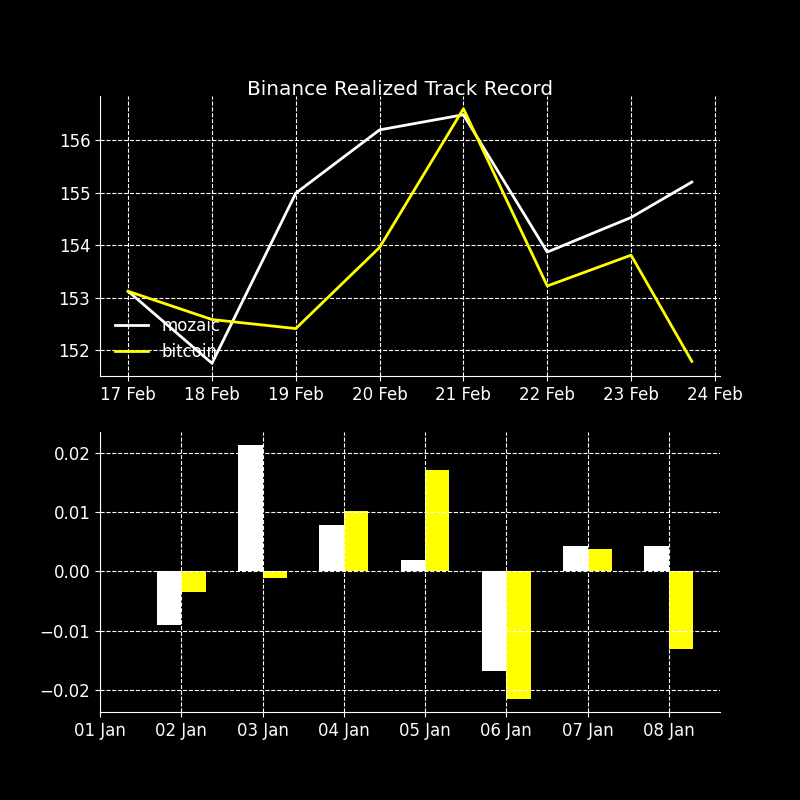 Binance Realized Track Record
156
155
154
153
152
mozaic
bitcoin
17 Feb 18 Feb 19 Feb 20 Feb 21 Feb 22 Feb 23 Feb 24 Feb
0.02
0.01
0.00
−0.01
−0.02
01 Jan 02 Jan 03 Jan 04 Jan 05 Jan 06 Jan 07 Jan 08 Jan